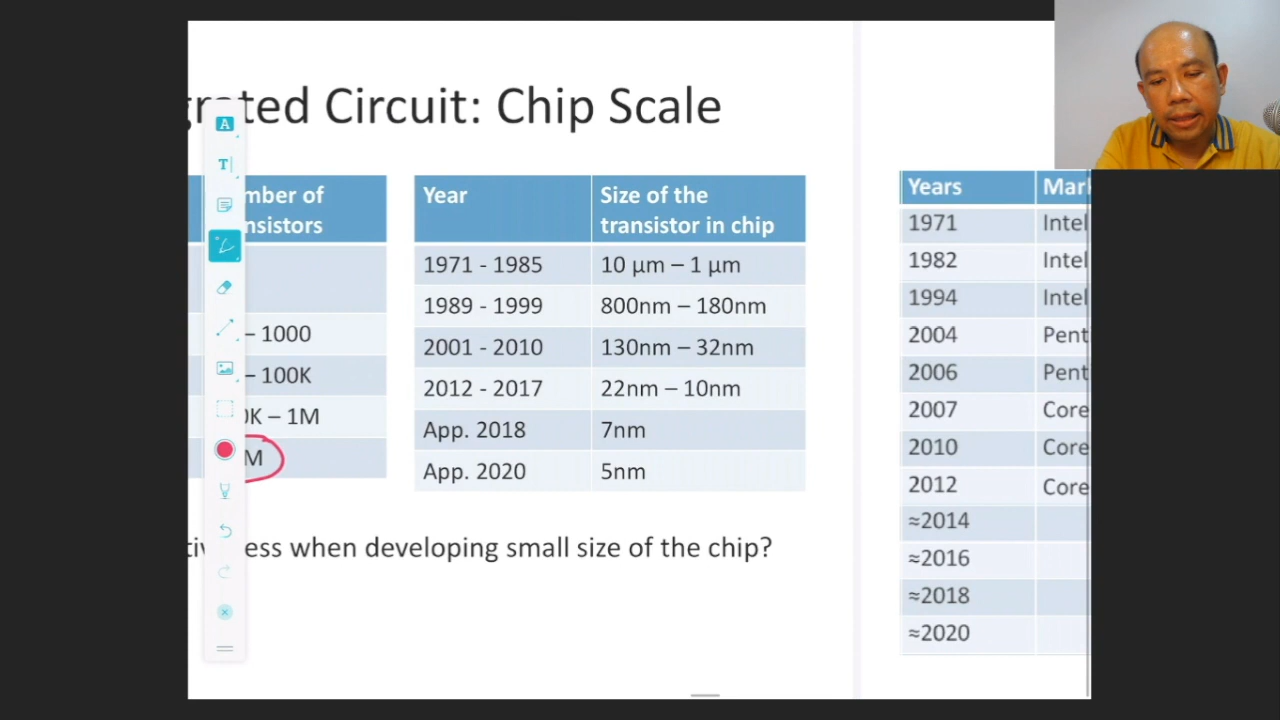 grated Circuit: Chip Scale
mber of
nsistors
– 1000
– 100K
0K – 1M
M
Year
Size of the
transistor in chip
1971 - 1985
10 µm – 1 µm
1989 - 1999
800nm – 180nm
2001 - 2010
130nm – 32nm
2012 - 2017
22nm – 10nm
App. 2018
7nm
App. 2020
5nm
ess when developing small size of the chip?
A
T
Years
Mark
1971
Intel
1982
Intel
1994
Intel
2004
Pent
2006
Pent
2007
Core
2010
Core
2012
Core
≈2014
≈2016
≈2018
≈2020